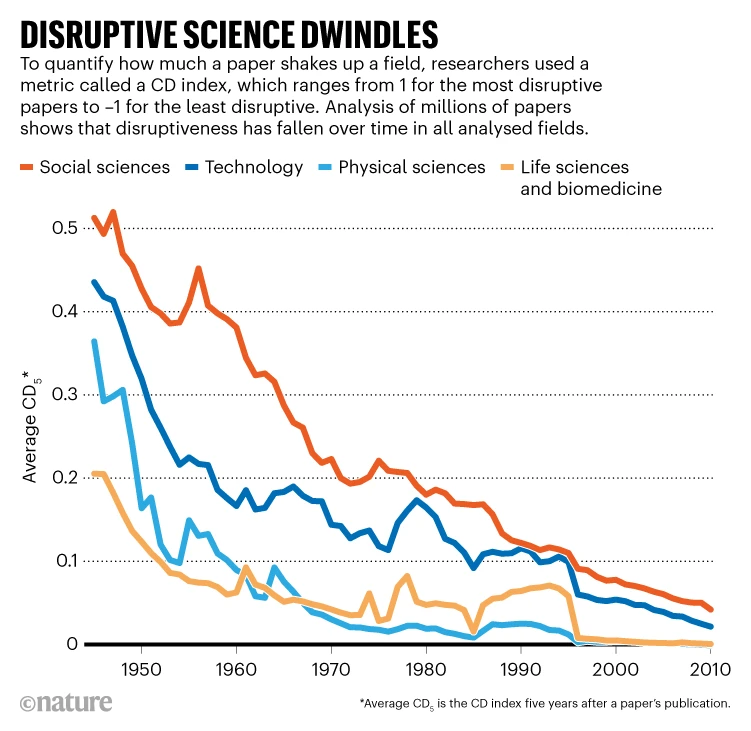 DISRUPTIVE SCIENCE DWINDLES
To quantify how much a paper shakes up a field, researchers used a
metric called a CD index, which ranges from 1 for the most disruptive
papers to –1 for the least disruptive. Analysis of millions of papers
shows that disruptiveness has fallen over time in all analysed fields.
Social sciences Technology Physical sciences Life sciences
and biomedicine
0.5
0.4
0.3
0.2
0.1
0
Average CD₅*
1950 1960 1970 1980 1990 2000 2010
©nature
*Average CD₅ is the CD index five years after a paper's publication.